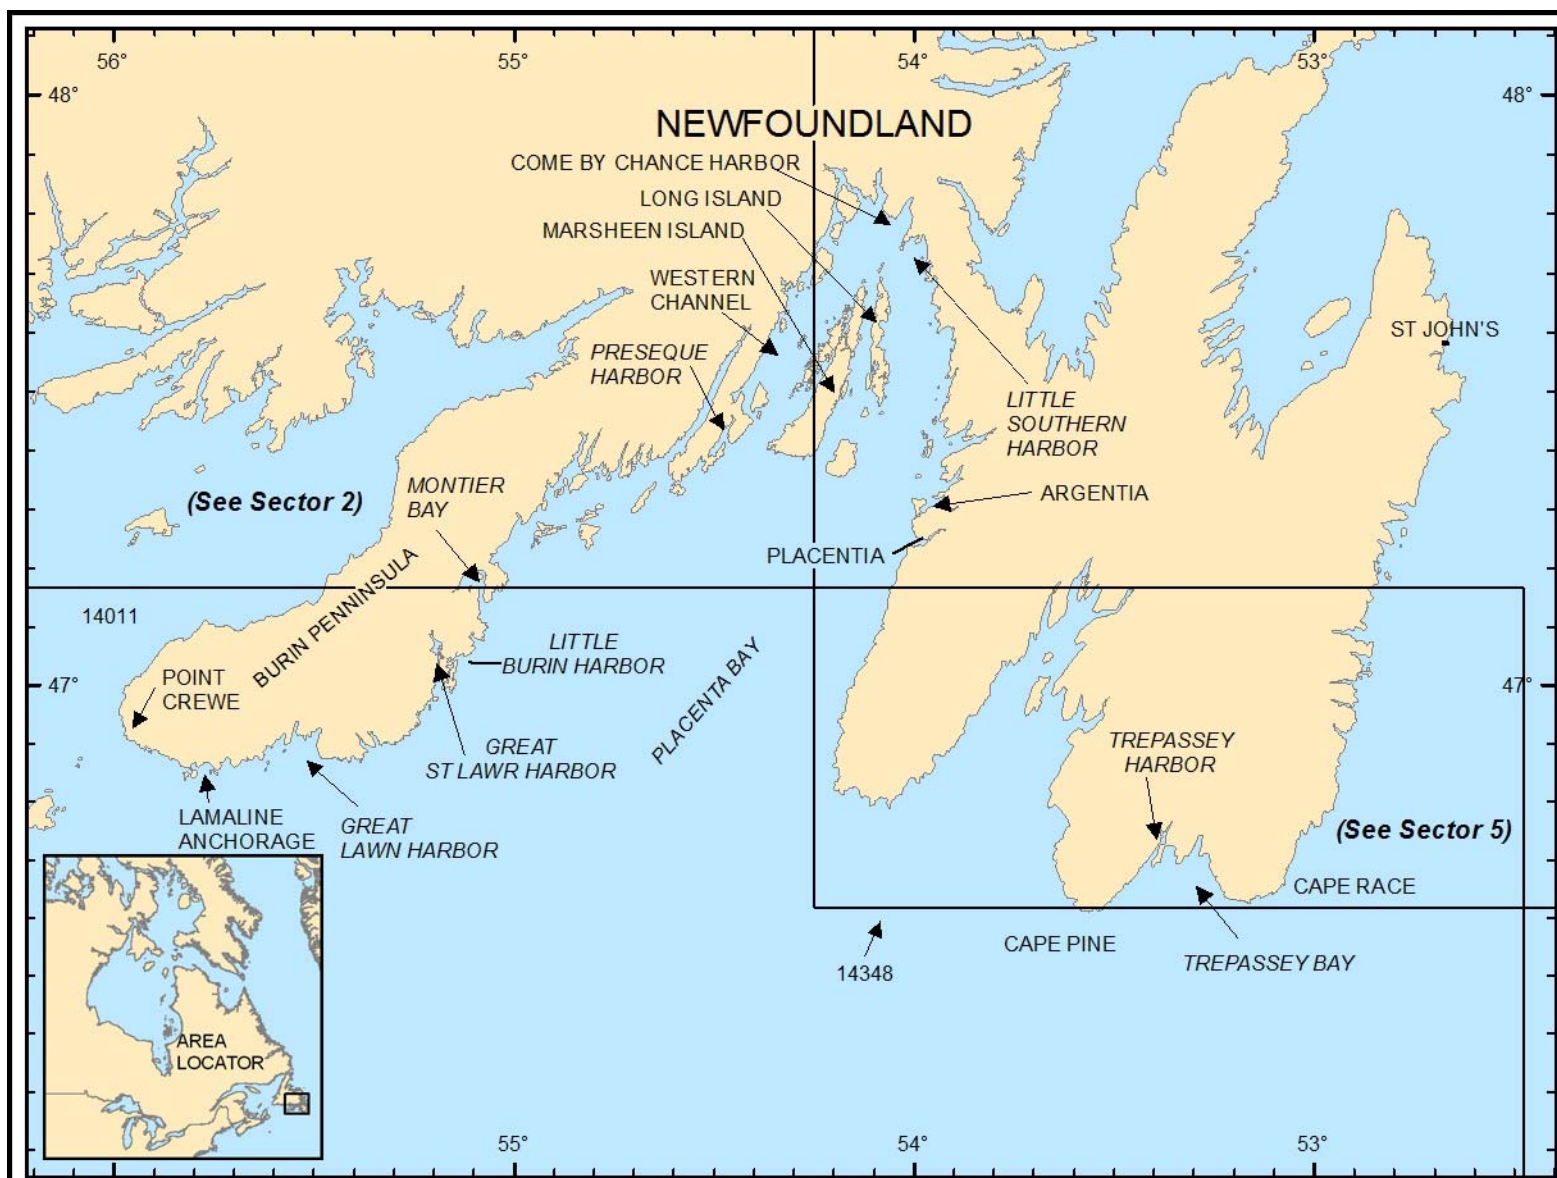 56°
55°
54°
53°
48°
48°
NEWFOUNDLAND
COME BY CHANCE HARBOR
LONG ISLAND
MARSHEEN ISLAND
WESTERN
CHANNEL
PRESEQUE
HARBOR
ST JOHN'S
LITTLE
SOUTHERN
HARBOR
MONTIER
BAY
(See Sector 2)
ARGENTIA
PLACENTIA
BURIN PENNINSULA
14011
LITTLE
BURIN HARBOR
PLACENTA BAY
POINT
CREWE
47°
47°
GREAT
ST LAWR HARBOR
TREPASSEY
HARBOR
LAMALINE
ANCHORAGE
GREAT
LAWN HARBOR
(See Sector 5)
CAPE RACE
CAPE PINE
TREPASSEY BAY
14348
AREA
LOCATOR
55°
54°
53°